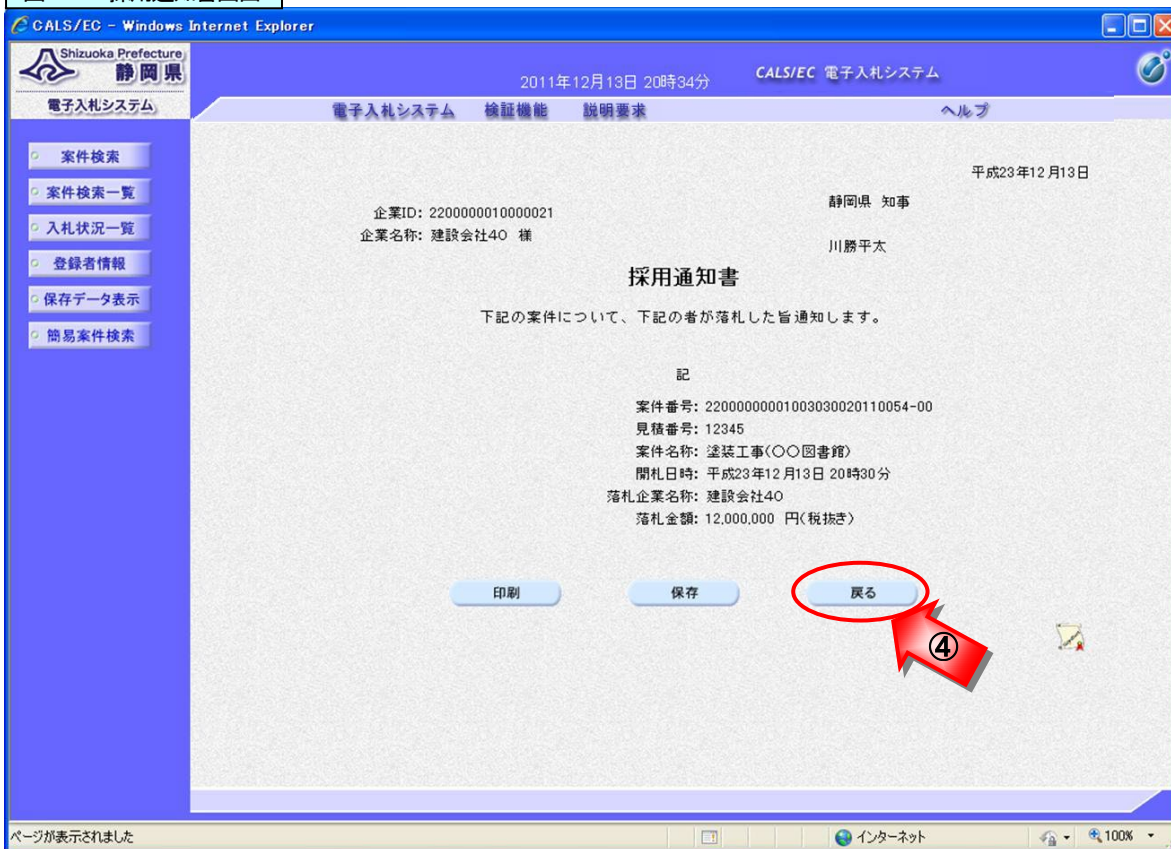 CALS/EC - Windows Internet Explorer
Shizuoka Prefecture
静岡県
電子入札システム
2011年12月13日 20時34分
CALS/EC 電子入札システム
電子入札システム 検証機能 説明要求 ヘルプ
案件検索
案件検索一覧
入札状況一覧
登録者情報
保存データ表示
簡易案件検索
平成23年12月13日
静岡県 知事
企業ID: 2200000010000021
企業名称: 建設会社40 様
川勝平太
採用通知書
下記の案件について、下記の者が落札した旨通知します。
記
案件番号: 22000000001003030020110054-00
見積番号: 12345
案件名称: 塗装工事(〇〇図書館)
開札日時: 平成23年12月13日 20時30分
落札企業名称: 建設会社40
落札金額: 12,000,000 円(税抜き)
印刷
保存
戻る
④
ページが表示されました
インターネット
100%